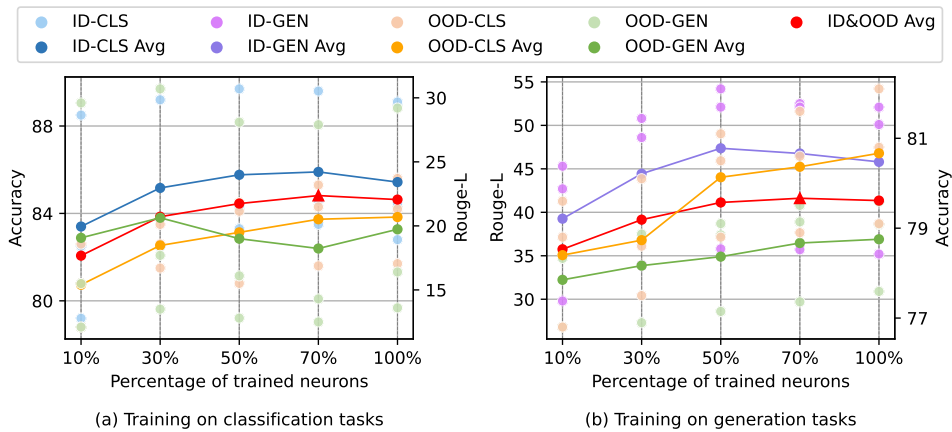 ID-CLS ID-GEN OOD-CLS OOD-GEN ID&OOD Avg
ID-CLS Avg ID-GEN Avg OOD-CLS Avg OOD-GEN Avg
Accuracy
88
84
80
30
25
20
15
Rouge-L
10% 30% 50% 70% 100%
Percentage of trained neurons
(a) Training on classification tasks
Rouge-L
55
50
45
40
35
30
81
79
77
Accuracy
10% 30% 50% 70% 100%
Percentage of trained neurons
(b) Training on generation tasks